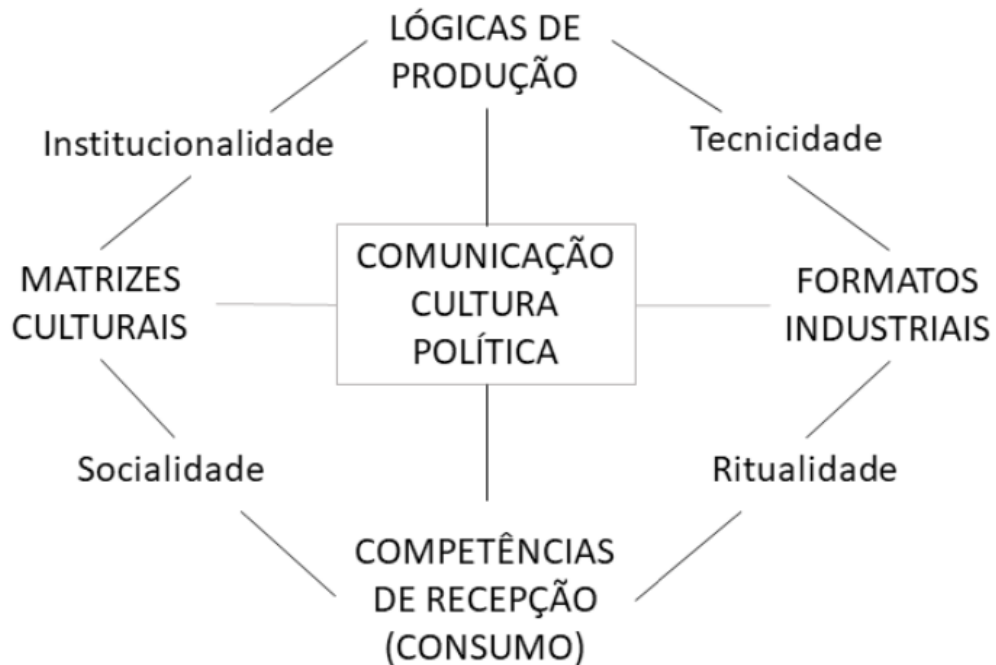 LÓGICAS DE
PRODUÇÃO
Institucionalidade
Tecnicidade
MATRIZES
CULTURAIS
COMUNICAÇÃO
CULTURA
POLÍTICA
FORMATOS
INDUSTRIAIS
Socialidade
Ritualidade
COMPETÊNCIAS
DE RECEPÇÃO
(CONSUMO)